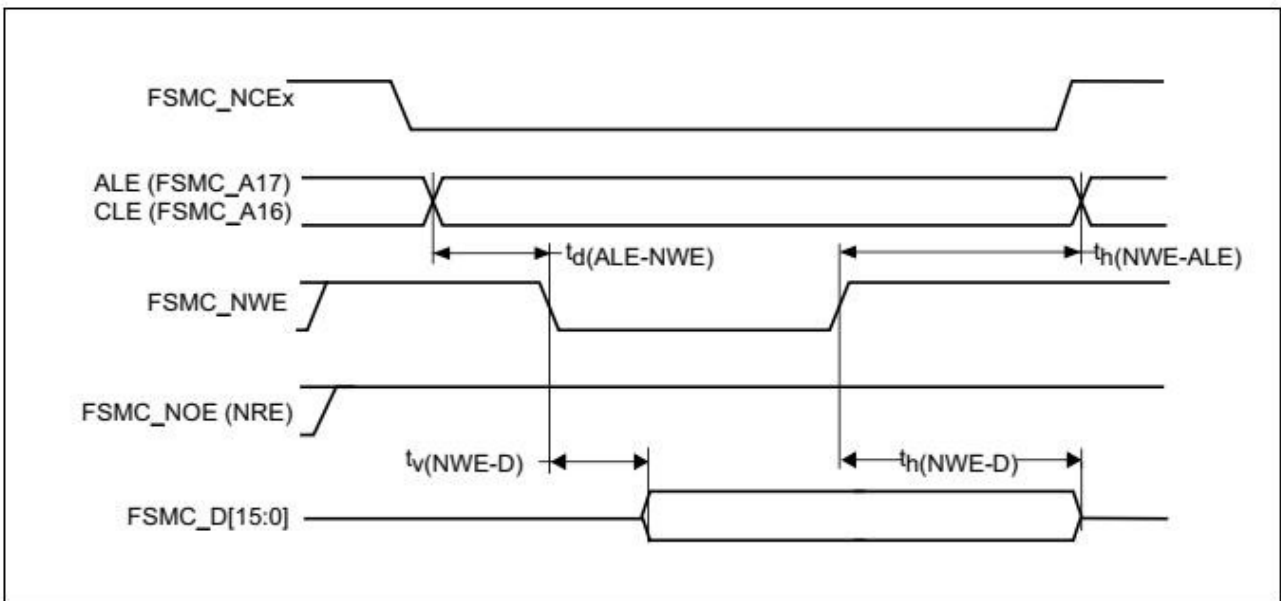 FSMC_NCEx
ALE (FSMC_A17)
CLE (FSMC_A16)
td(ALE-NWE)
th(NWE-ALE)
FSMC_NWE
FSMC_NOE (NRE)
tv(NWE-D)
th(NWE-D)
FSMC_D[15:0]